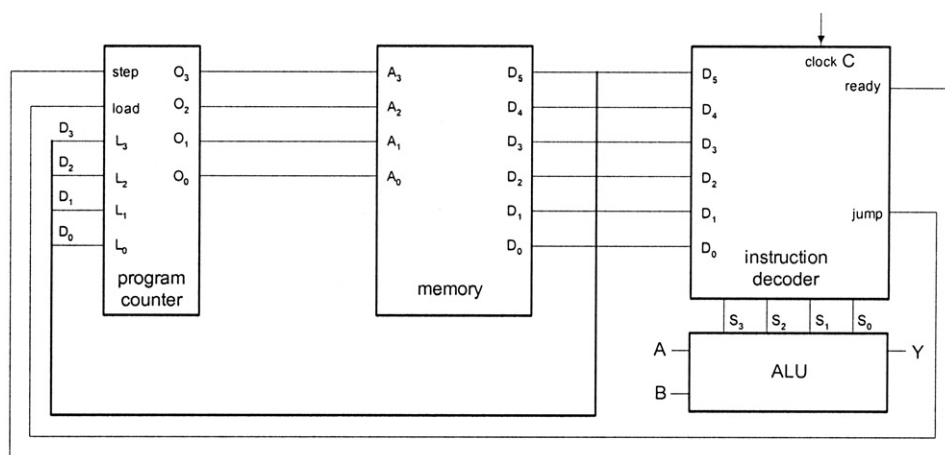 clock C
step
O3
A3
D5
D5
ready
load
O2
A2
D4
D4
D3
L3
O1
A1
D3
D3
D2
L2
O0
A0
D2
D2
D1
L1
D1
D1
jump
D0
L0
D0
D0
program
counter
memory
instruction
decoder
S3
S2
S1
S0
A
B
ALU
Y